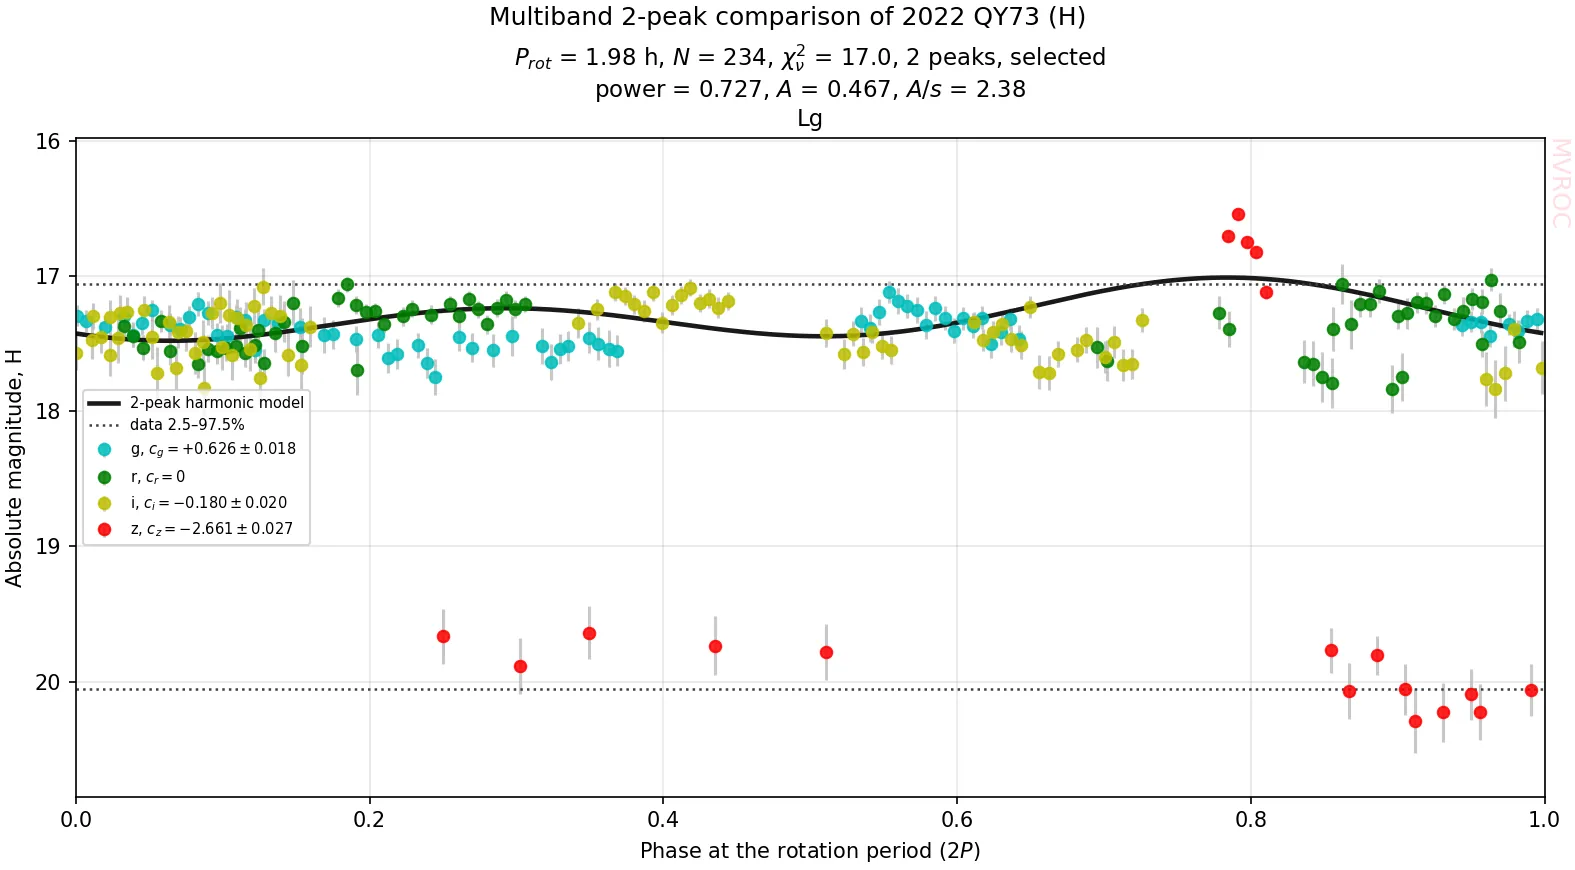 Multiband 2-peak comparison of 2022 QY73 (H)
P_rot = 1.98 h, N = 234, χ²_ν = 17.0, 2 peaks, selected
power = 0.727, A = 0.467, A/s = 2.38
Lg
MVROC
16
17
18
19
20
Absolute magnitude, H
2-peak harmonic model
data 2.5–97.5%
g, c_g = +0.626 ± 0.018
r, c_r = 0
i, c_i = −0.180 ± 0.020
z, c_z = −2.661 ± 0.027
0.0 0.2 0.4 0.6 0.8 1.0
Phase at the rotation period (2P)